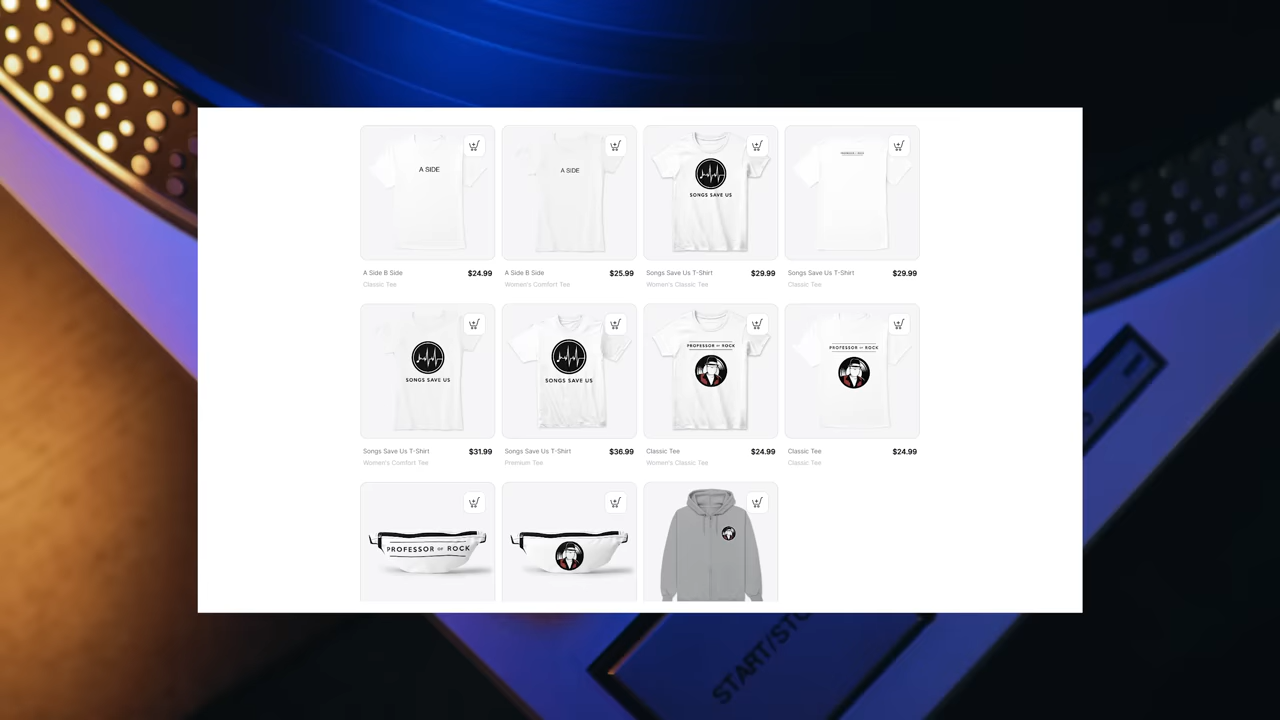 A SIDE
A SIDE
SONGS SAVE US
A Side B Side $24.99
Classic Tee
A Side B Side $25.99
Women's Comfort Tee
Songs Save Us T-Shirt $29.99
Women's Classic Tee
Songs Save Us T-Shirt $29.99
Classic Tee
SONGS SAVE US
SONGS SAVE US
PROFESSOR OF ROCK
PROFESSOR OF ROCK
Songs Save Us T-Shirt $31.99
Women's Comfort Tee
Songs Save Us T-Shirt $36.99
Premium Tee
Classic Tee $24.99
Women's Classic Tee
Classic Tee $24.99
Classic Tee
PROFESSOR OF ROCK
START/STO